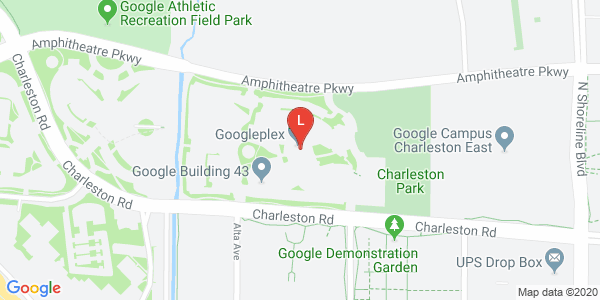 Google Athletic
Recreation Field Park
Amphitheatre Pkwy
Amphitheatre Pkwy
Amphitheatre Pkwy
Charleston Rd
N Shoreline Blvd
L
Googleplex
Google Campus
Charleston East
Google Building 43
Charleston
Park
Charleston Rd
Charleston Rd
Charleston Rd
Alta Ave
Google Demonstration
Garden
UPS Drop Box
Google
Map data ©2020